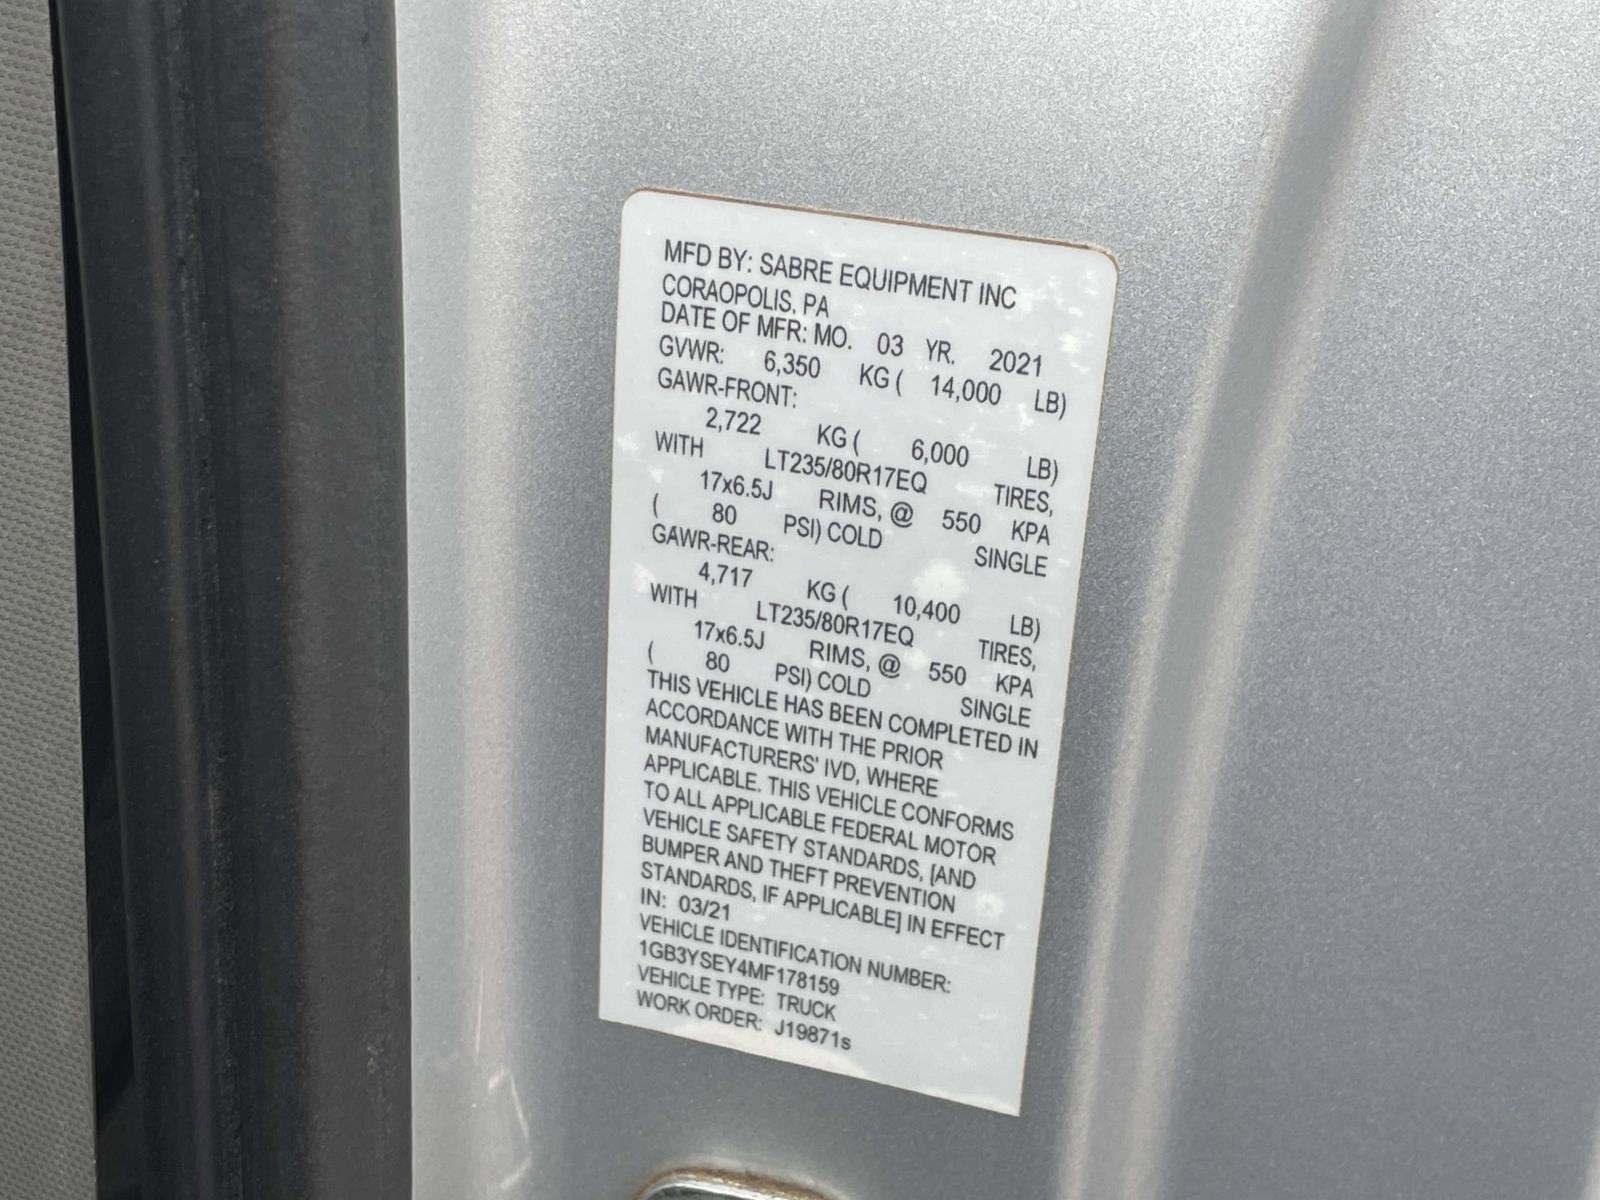 MFD BY: SABRE EQUIPMENT INC
CORAOPOLIS, PA
DATE OF MFR: MO. 03 YR. 2021
GVWR: 6,350 KG ( 14,000 LB)
GAWR-FRONT:
2,722 KG ( 6,000 LB)
WITH LT235/80R17EQ TIRES,
17x6.5J RIMS, @ 550 KPA
( 80 PSI) COLD SINGLE
GAWR-REAR:
4,717 KG ( 10,400 LB)
WITH LT235/80R17EQ TIRES,
17x6.5J RIMS, @ 550 KPA
( 80 PSI) COLD SINGLE
THIS VEHICLE HAS BEEN COMPLETED IN
ACCORDANCE WITH THE PRIOR
MANUFACTURERS' IVD, WHERE
APPLICABLE. THIS VEHICLE CONFORMS
TO ALL APPLICABLE FEDERAL MOTOR
VEHICLE SAFETY STANDARDS, [AND
BUMPER AND THEFT PREVENTION
STANDARDS, IF APPLICABLE] IN EFFECT
IN: 03/21
VEHICLE IDENTIFICATION NUMBER:
1GB3YSEY4MF178159
VEHICLE TYPE: TRUCK
WORK ORDER: J19871s